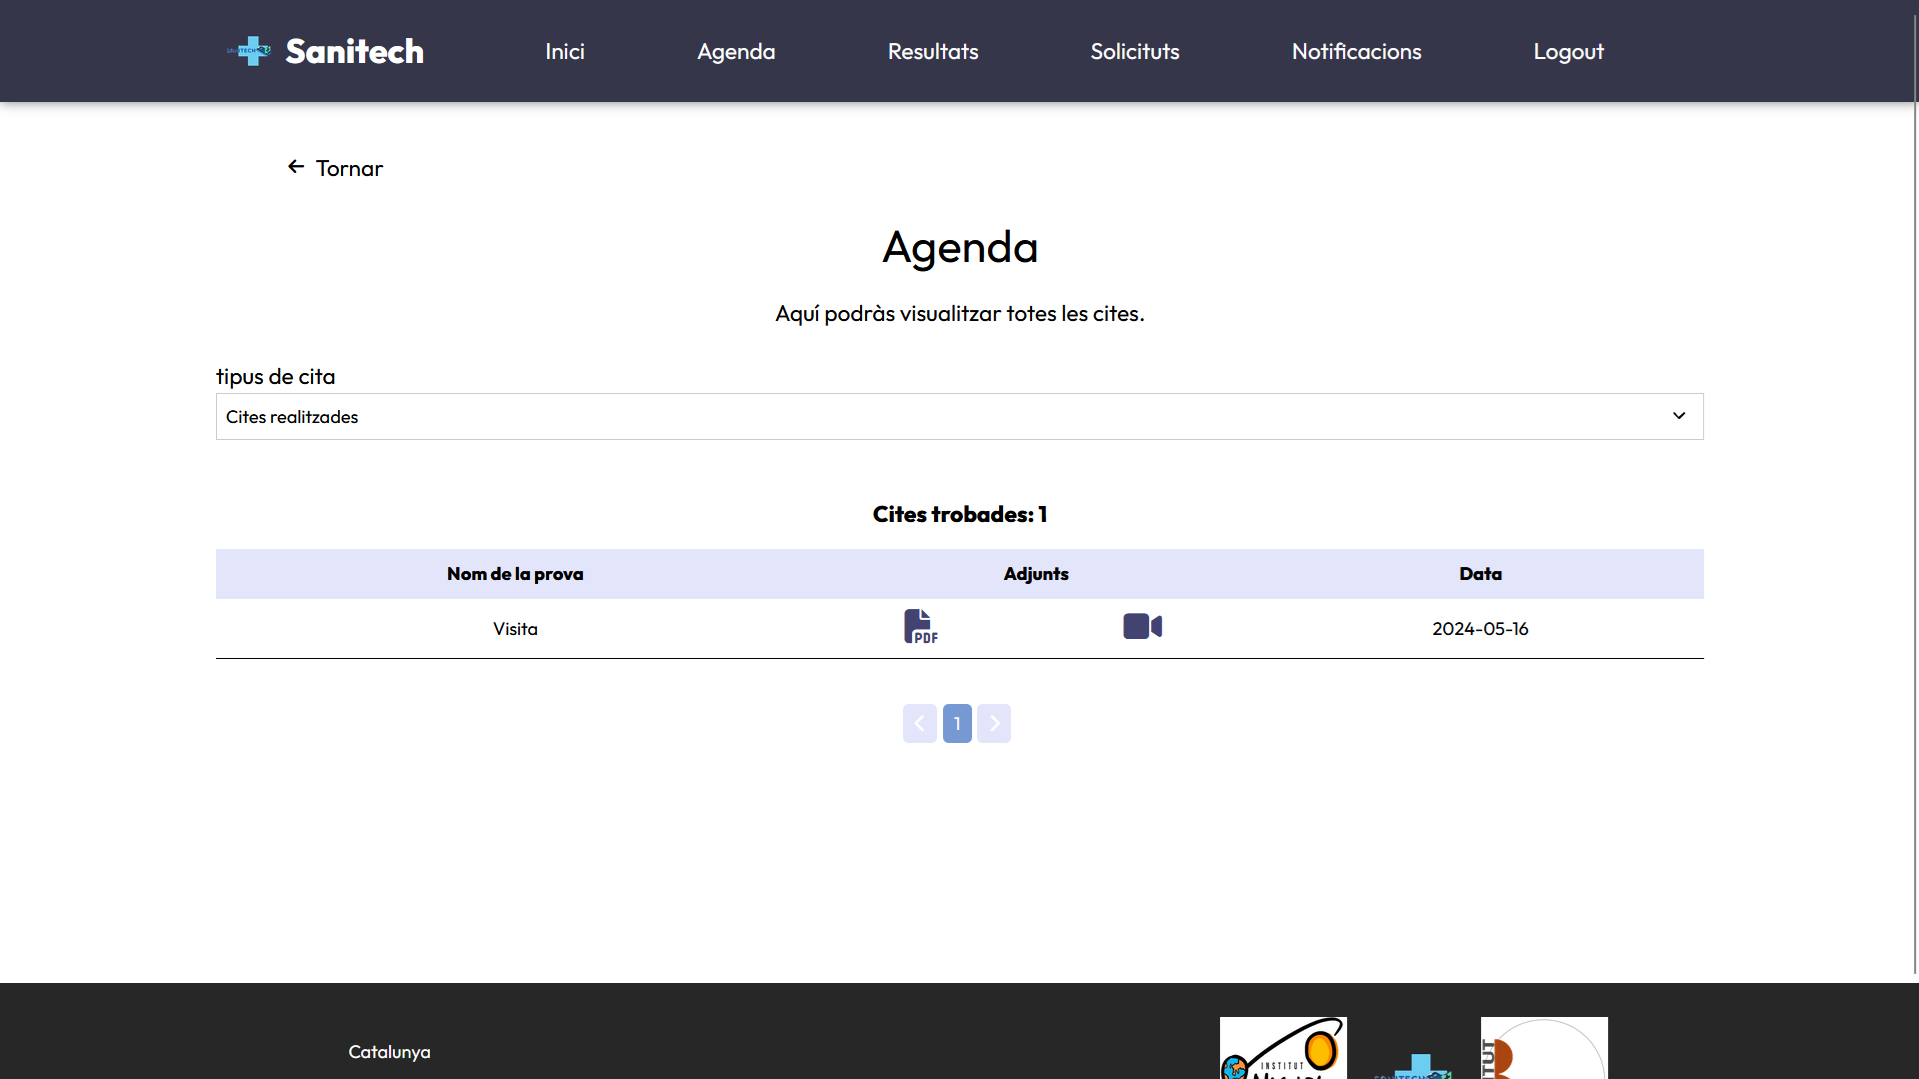 Sanitech
Inici
Agenda
Resultats
Solicituts
Notificacions
Logout
Tornar
Agenda
Aquí podràs visualitzar totes les cites.
tipus de cita
Cites realitzades
Cites trobades: 1
Nom de la prova Adjunts Data
Visita PDF 2024-05-16
1
Catalunya
INSTITUT